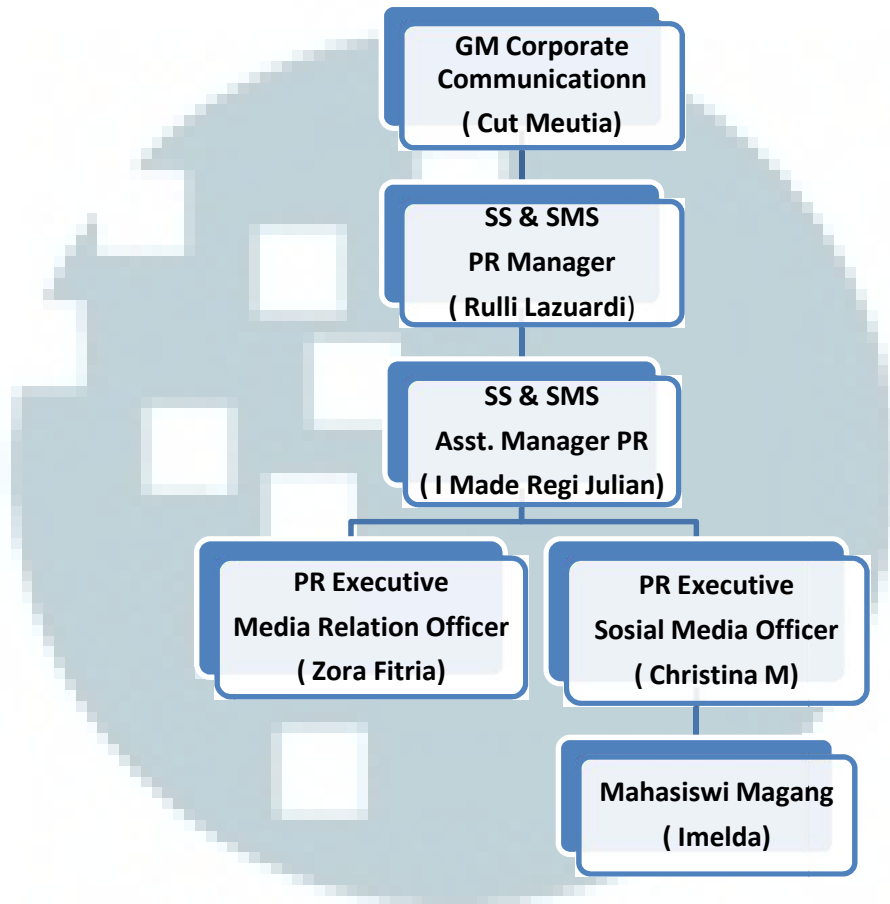 GM Corporate
Communicationn
( Cut Meutia)
SS & SMS
PR Manager
( Rulli Lazuardi)
SS & SMS
Asst. Manager PR
( I Made Regi Julian)
PR Executive
Media Relation Officer
( Zora Fitria)
PR Executive
Sosial Media Officer
( Christina M)
Mahasiswi Magang
( Imelda)